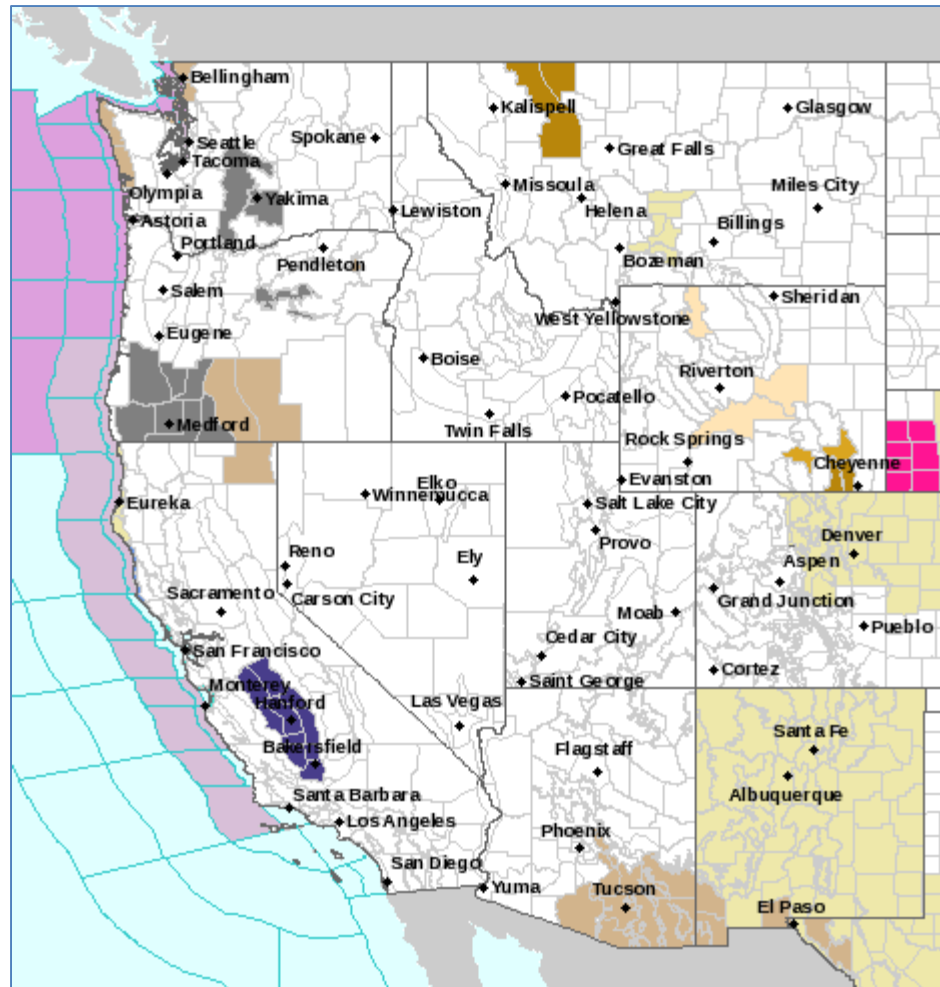 Bellingham
Kalispell
Glasgow
Seattle
Spokane
Great Falls
Tacoma
Olympia
Missoula
Miles City
Yakima
Helena
Lewiston
Astoria
Billings
Portland
Bozeman
Pendleton
Salem
Sheridan
West Yellowstone
Eugene
Boise
Riverton
Pocatello
Medford
Twin Falls
Rock Springs
Cheyenne
Evanston
Elko
Winnemucca
Eureka
Salt Lake City
Provo
Denver
Reno
Ely
Aspen
Sacramento
Carson City
Grand Junction
Moab
Pueblo
Cedar City
San Francisco
Cortez
Saint George
Monterey
Hanford
Las Vegas
Santa Fe
Bakersfield
Flagstaff
Albuquerque
Santa Barbara
Los Angeles
Phoenix
San Diego
Yuma
Tucson
El Paso